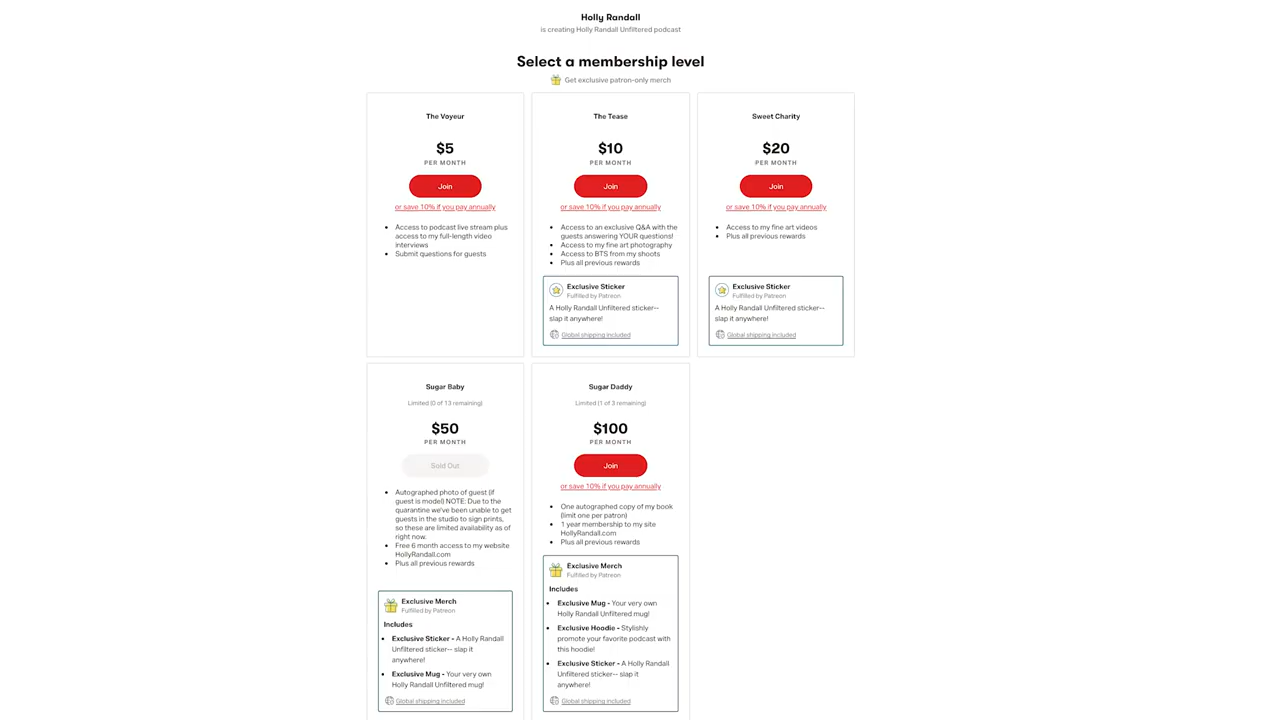 Holly Randall
is creating Holly Randall Unfiltered podcast
Select a membership level
Get exclusive patron-only merch
The Voyeur
$5
PER MONTH
Join
or save 10% if you pay annually
Access to podcast live stream plus
access to my full-length video
interviews
Submit questions for guests
The Tease
$10
PER MONTH
Join
or save 10% if you pay annually
Access to an exclusive Q&A with the
guests answering YOUR questions!
Access to my fine art photography
Access to BTS from my shoots
Plus all previous rewards
Exclusive Sticker
Fulfilled by Patreon
A Holly Randall Unfiltered sticker--
slap it anywhere!
Global shipping included
Sweet Charity
$20
PER MONTH
Join
or save 10% if you pay annually
Access to my fine art videos
Plus all previous rewards
Exclusive Sticker
Fulfilled by Patreon
A Holly Randall Unfiltered sticker--
slap it anywhere!
Global shipping included
Sugar Baby
Limited (0 of 13 remaining)
$50
PER MONTH
Sold Out
Autographed photo of guest (if
guest is model) NOTE: Due to the
quarantine we've been unable to get
guests in the studio to sign prints,
so these are limited availability as of
right now.
Free 6 month access to my website
HollyRandall.com
Plus all previous rewards
Exclusive Merch
Fulfilled by Patreon
Includes
Exclusive Sticker - A Holly Randall
Unfiltered sticker-- slap it
anywhere!
Exclusive Mug - Your very own
Holly Randall Unfiltered mug!
Global shipping included
Sugar Daddy
Limited (1 of 3 remaining)
$100
PER MONTH
Join
or save 10% if you pay annually
One autographed copy of my book
(limit one per patron)
1 year membership to my site
HollyRandall.com
Plus all previous rewards
Exclusive Merch
Fulfilled by Patreon
Includes
Exclusive Mug - Your very own
Holly Randall Unfiltered mug!
Exclusive Hoodie - Stylishly
promote your favorite podcast with
this hoodie!
Exclusive Sticker - A Holly Randall
Unfiltered sticker-- slap it
anywhere!
Global shipping included